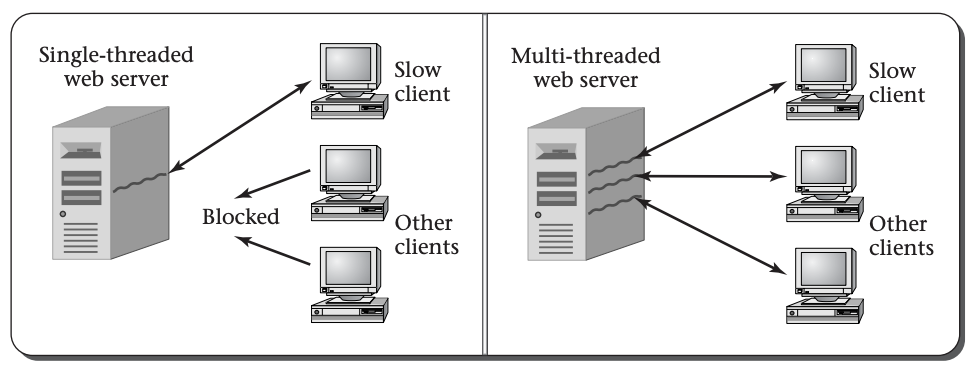 Single-threaded
web server
Slow
client
Blocked
Other
clients
Multi-threaded
web server
Slow
client
Other
clients